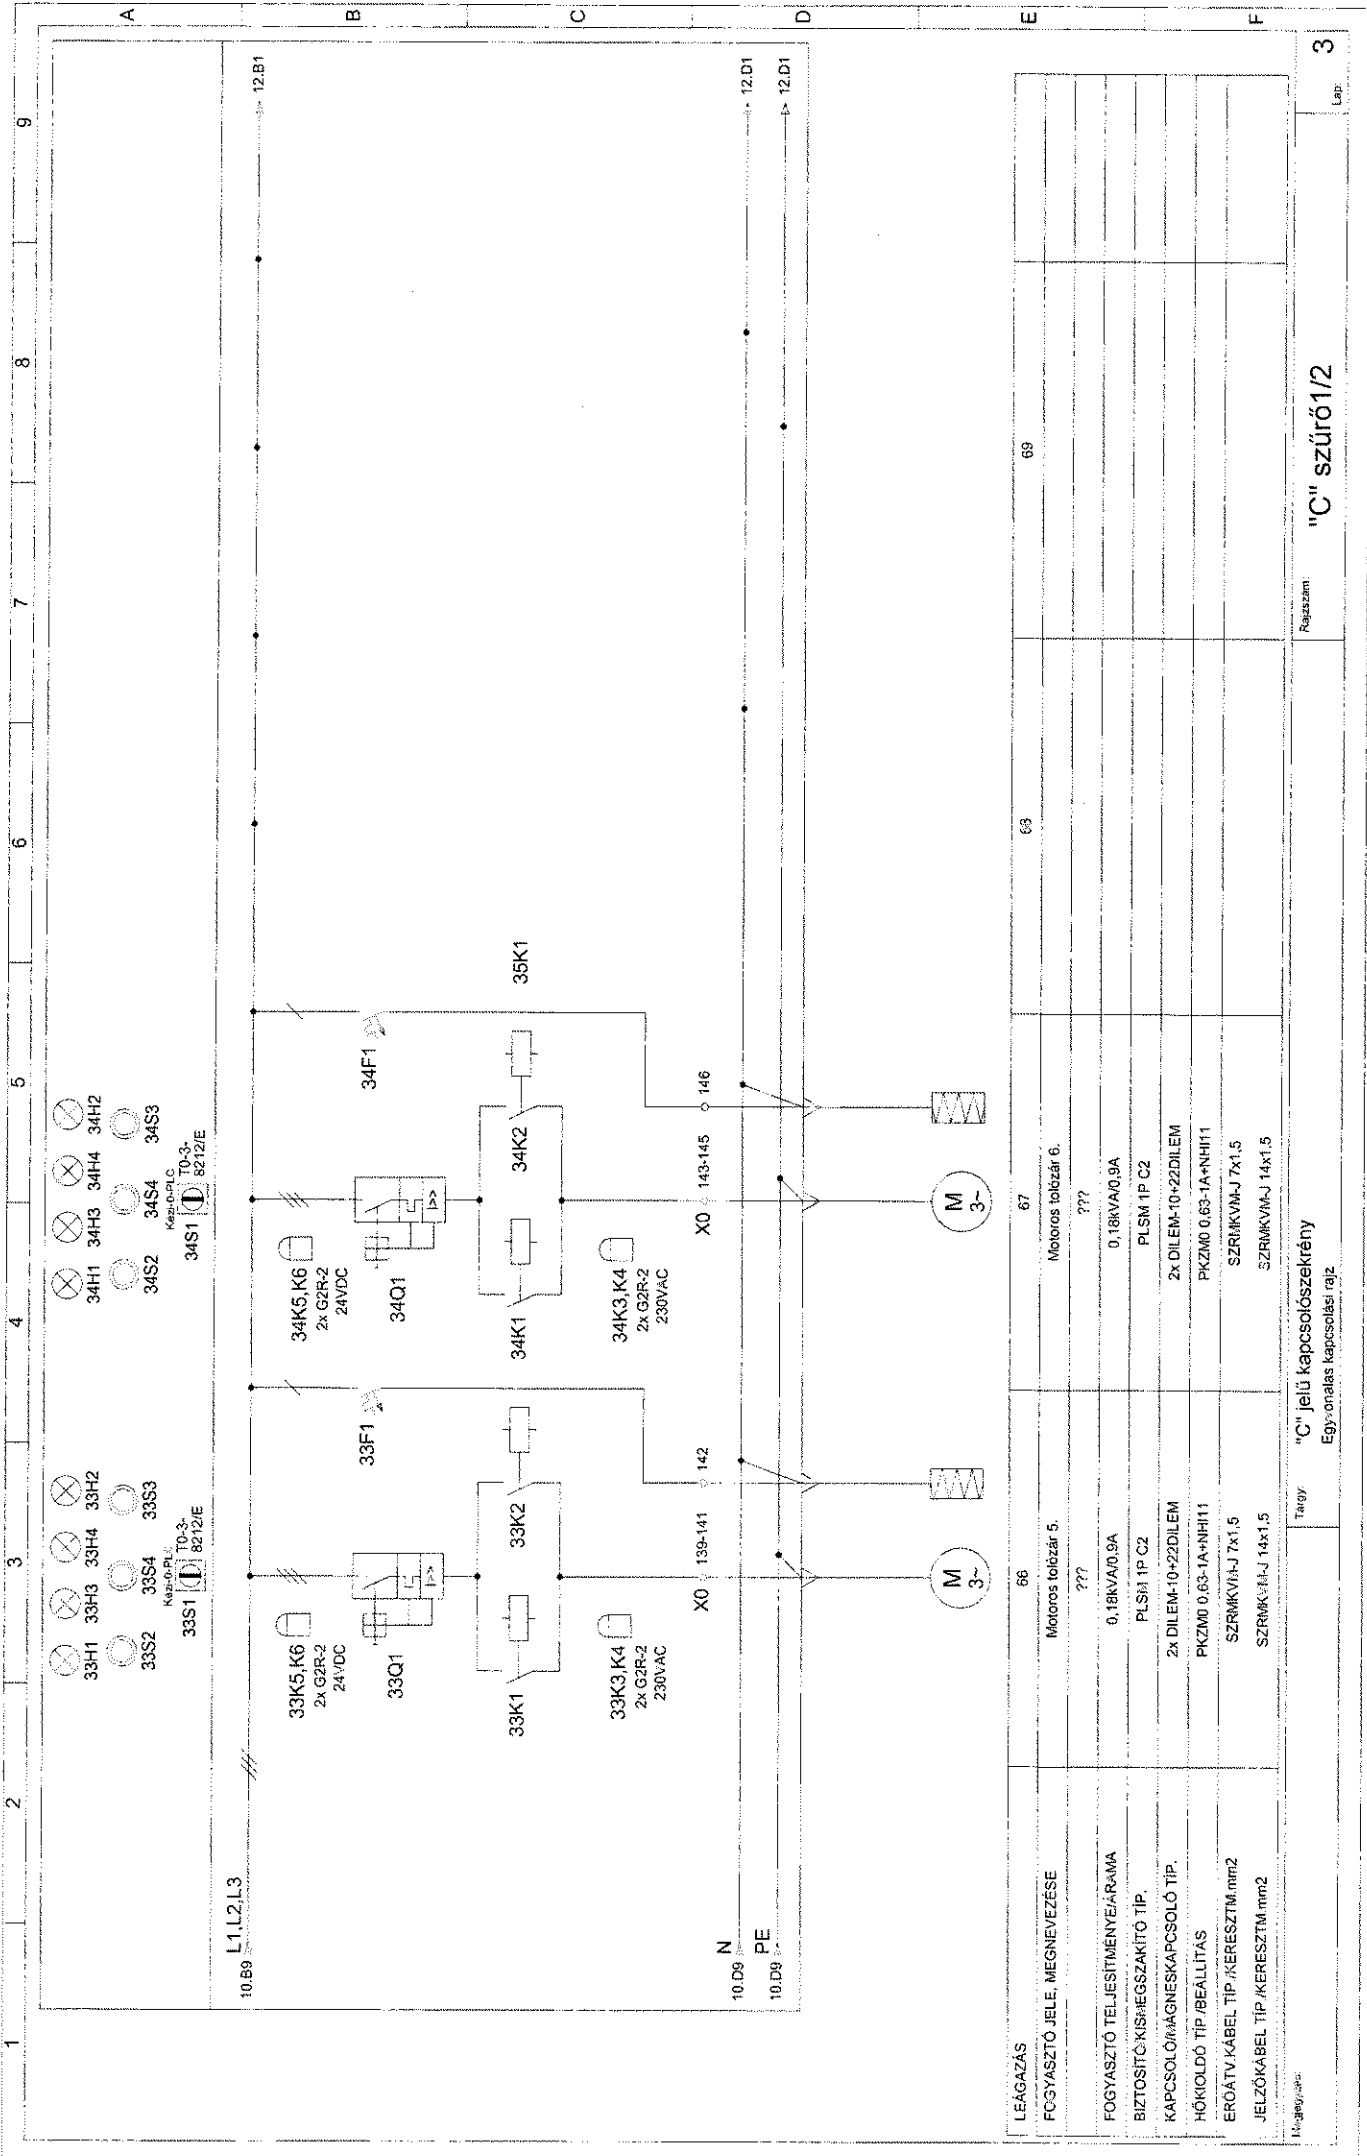 1 2 3 4 5 6 7 8 9
A
B
C
D
E
F
33H1 33H3 33H4 33H2
33S2 33S4 33S3
33S1
T0-3-
8212/E
34H1 34H3 34H4 34H2
34S2 34S4 34S3
Kézi-0-PLC
34S1
T0-3-
8212/E
10.B9
L1,L2,L3
12.B1
33K5,K6
2x G2R-2
24VDC
33Q1
33F1
33K1
33K2
33K3,K4
2x G2R-2
230VAC
X0 139-141
142
34K5,K6
2x G2R-2
24VDC
34Q1
34F1
34K1
34K2
35K1
34K3,K4
2x G2R-2
230VAC
X0 143-145
146
10.D9
N
12.D1
10.D9
PE
12.D1
M
3~
M
3~
LEÁGAZÁS 66 67 68 69
FOGYASZTÓ JELE, MEGNEVEZÉSE Motoros tolózár 5. Motoros tolózár 6.
??? ???
FOGYASZTÓ TELJESÍTMÉNYE/ÁRAMA 0,18kVA/0,9A 0,18kVA/0,9A
BIZTOSÍTÓ/KISMEGSZAKÍTÓ TÍP. PLSM 1P C2 PLSM 1P C2
KAPCSOLÓ/MÁGNESKAPCSOLÓ TÍP. 2x DILEM-10+22DILEM 2x DILEM-10+22DILEM
HŐKIOLDÓ TÍP./BEÁLLÍTÁS PKZM0 0,63-1A+NHI11 PKZM0 0,63-1A+NHI11
ERŐÁTV.KÁBEL TÍP./KERESZTM.mm2 SZRMKVM-J 7x1,5 SZRMKVM-J 7x1,5
JELZŐKÁBEL TÍP./KERESZTM.mm2 SZRMKVM-J 14x1,5 SZRMKVM-J 14x1,5
Megjegyzés:
Tárgy:
"C" jelű kapcsolószekrény
Egyvonalas kapcsolási rajz
Rajzszám:
"C" szűrő1/2
Lap:
3